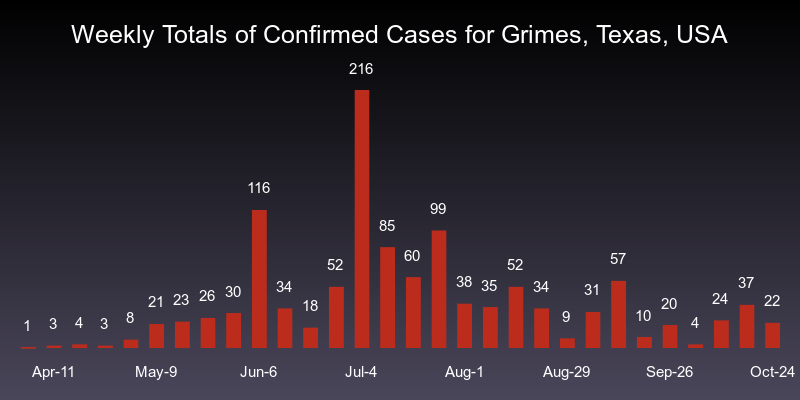 Weekly Totals of Confirmed Cases for Grimes, Texas, USA
1 3 4 3 8 21 23 26 30 116 34 18 52 216 85 60 99 38 35 52 34 9 31 57 10 20 4 24 37 22
Apr-11 May-9 Jun-6 Jul-4 Aug-1 Aug-29 Sep-26 Oct-24